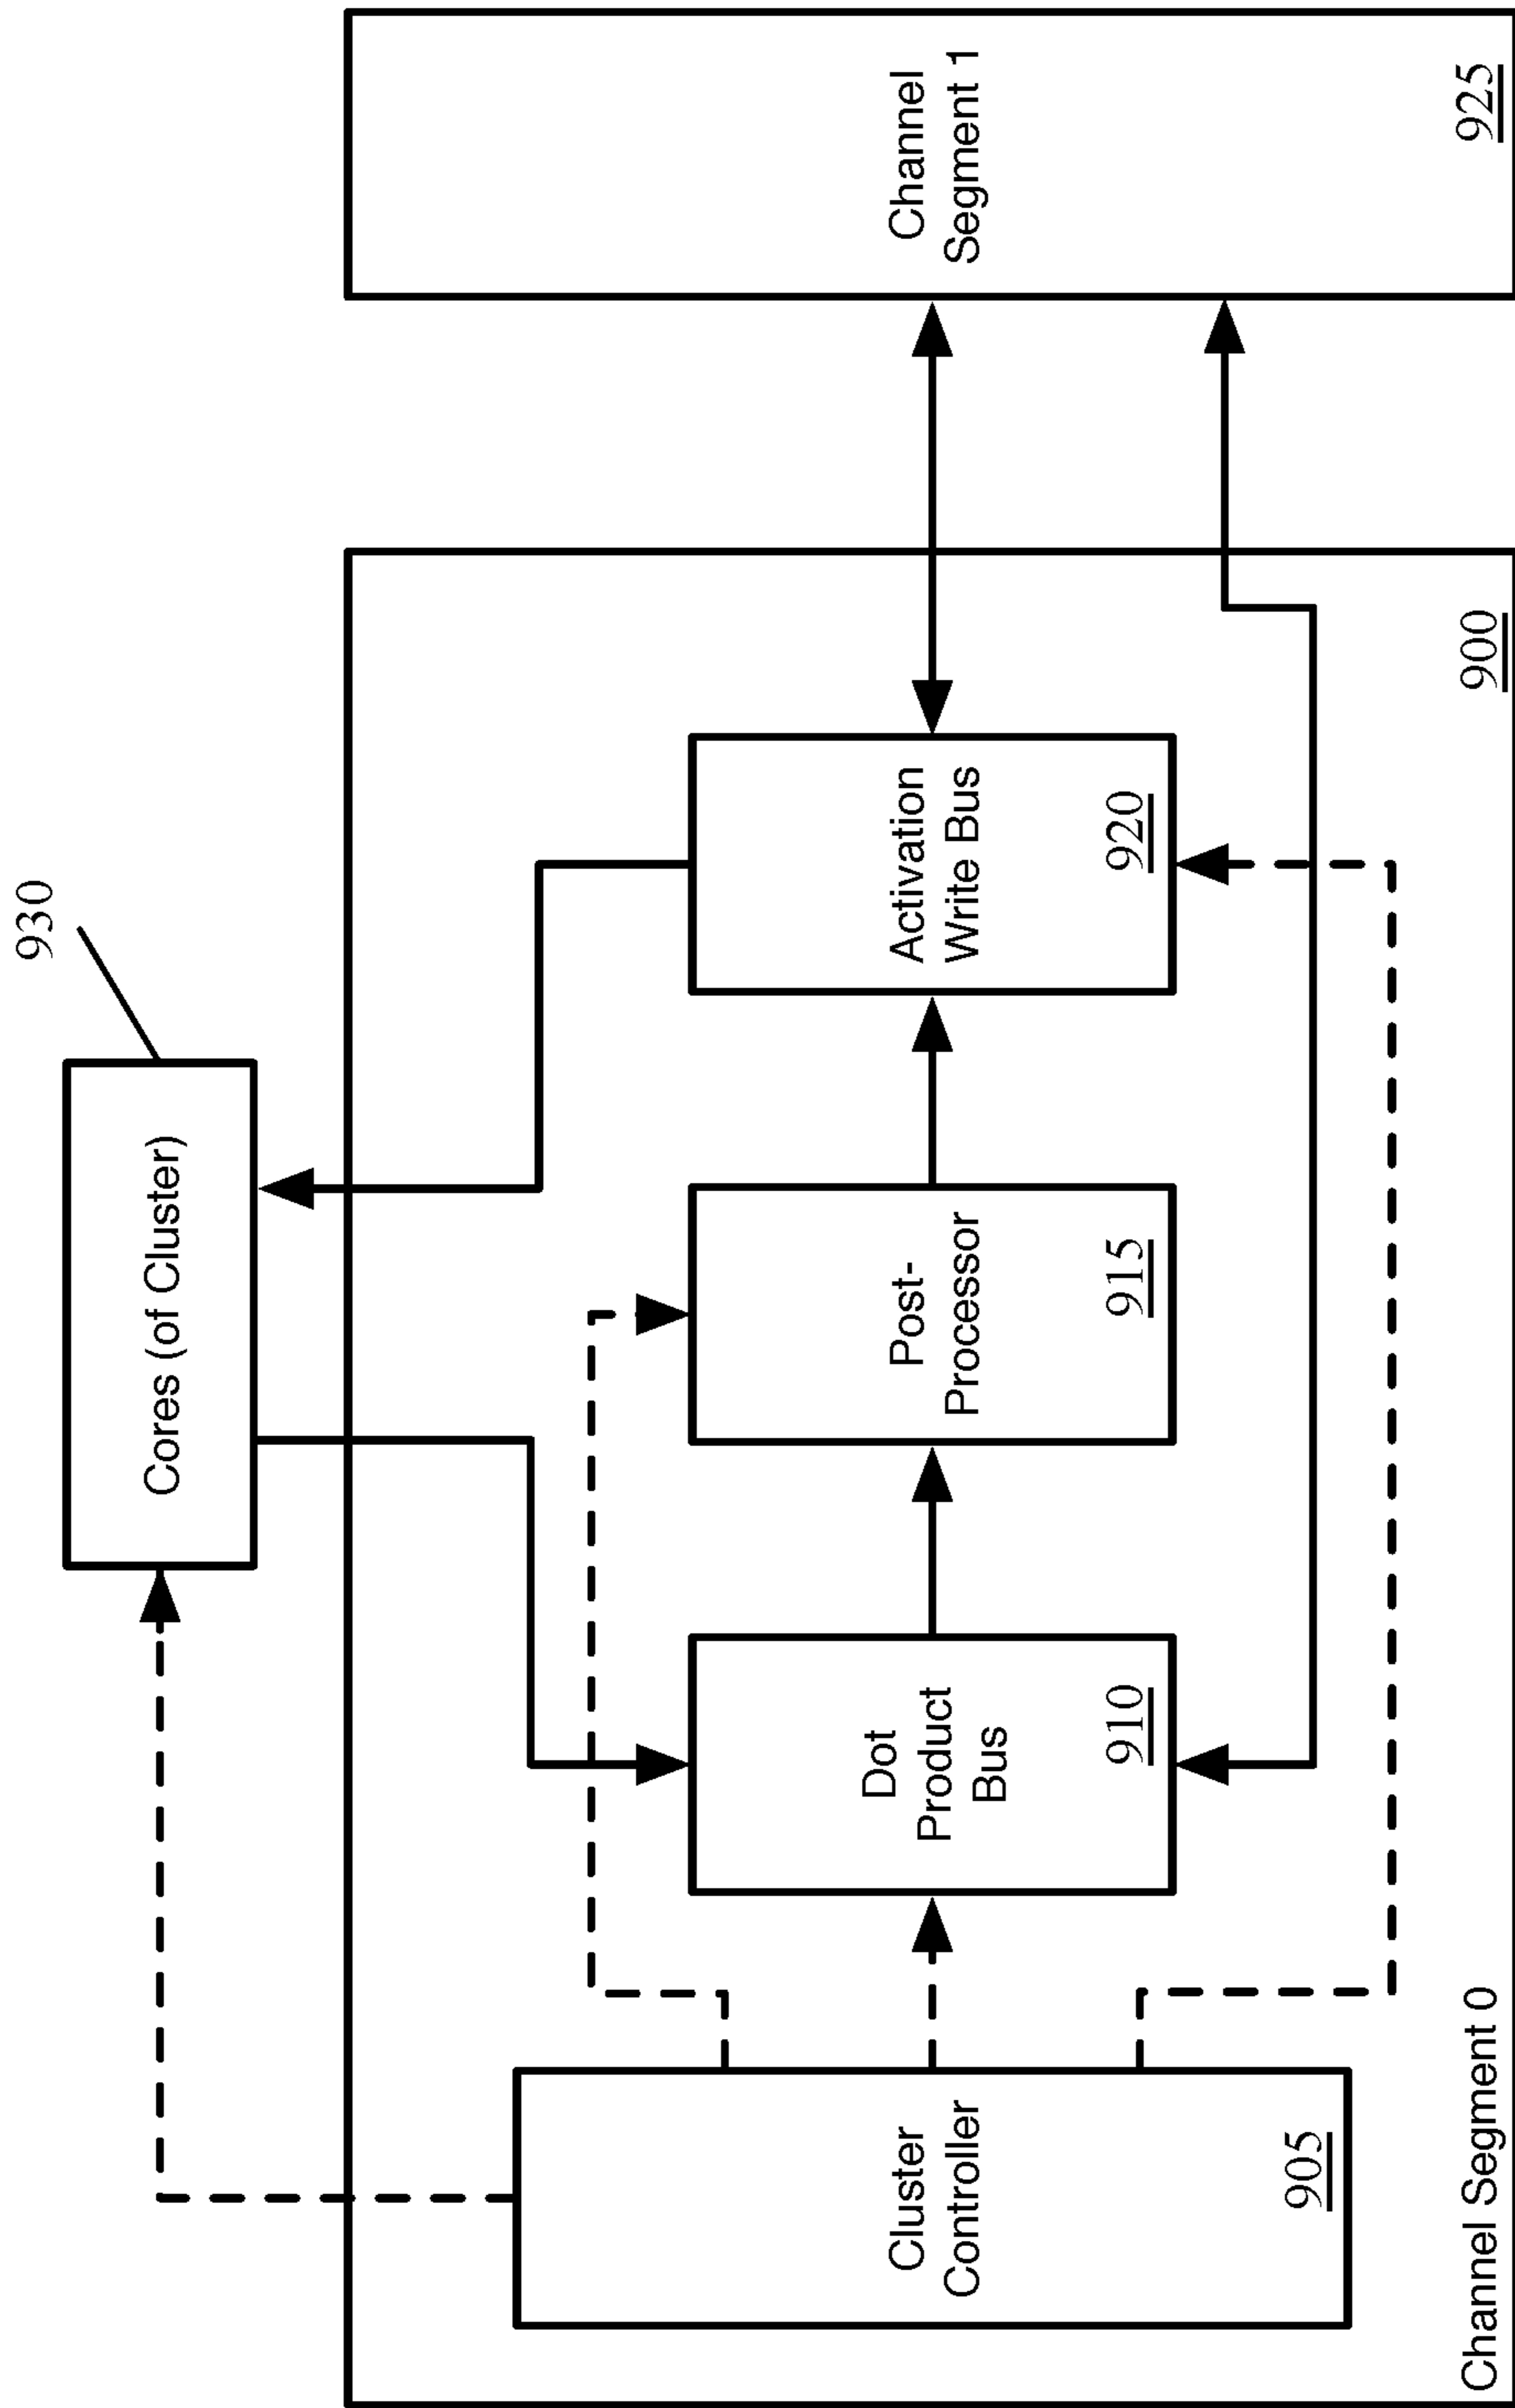 930
Cores (of Cluster)
Cluster
Controller
905
Dot
Product
Bus
910
Post-
Processor
915
Activation
Write Bus
920
Channel
Segment 1
925
Channel Segment 0
900